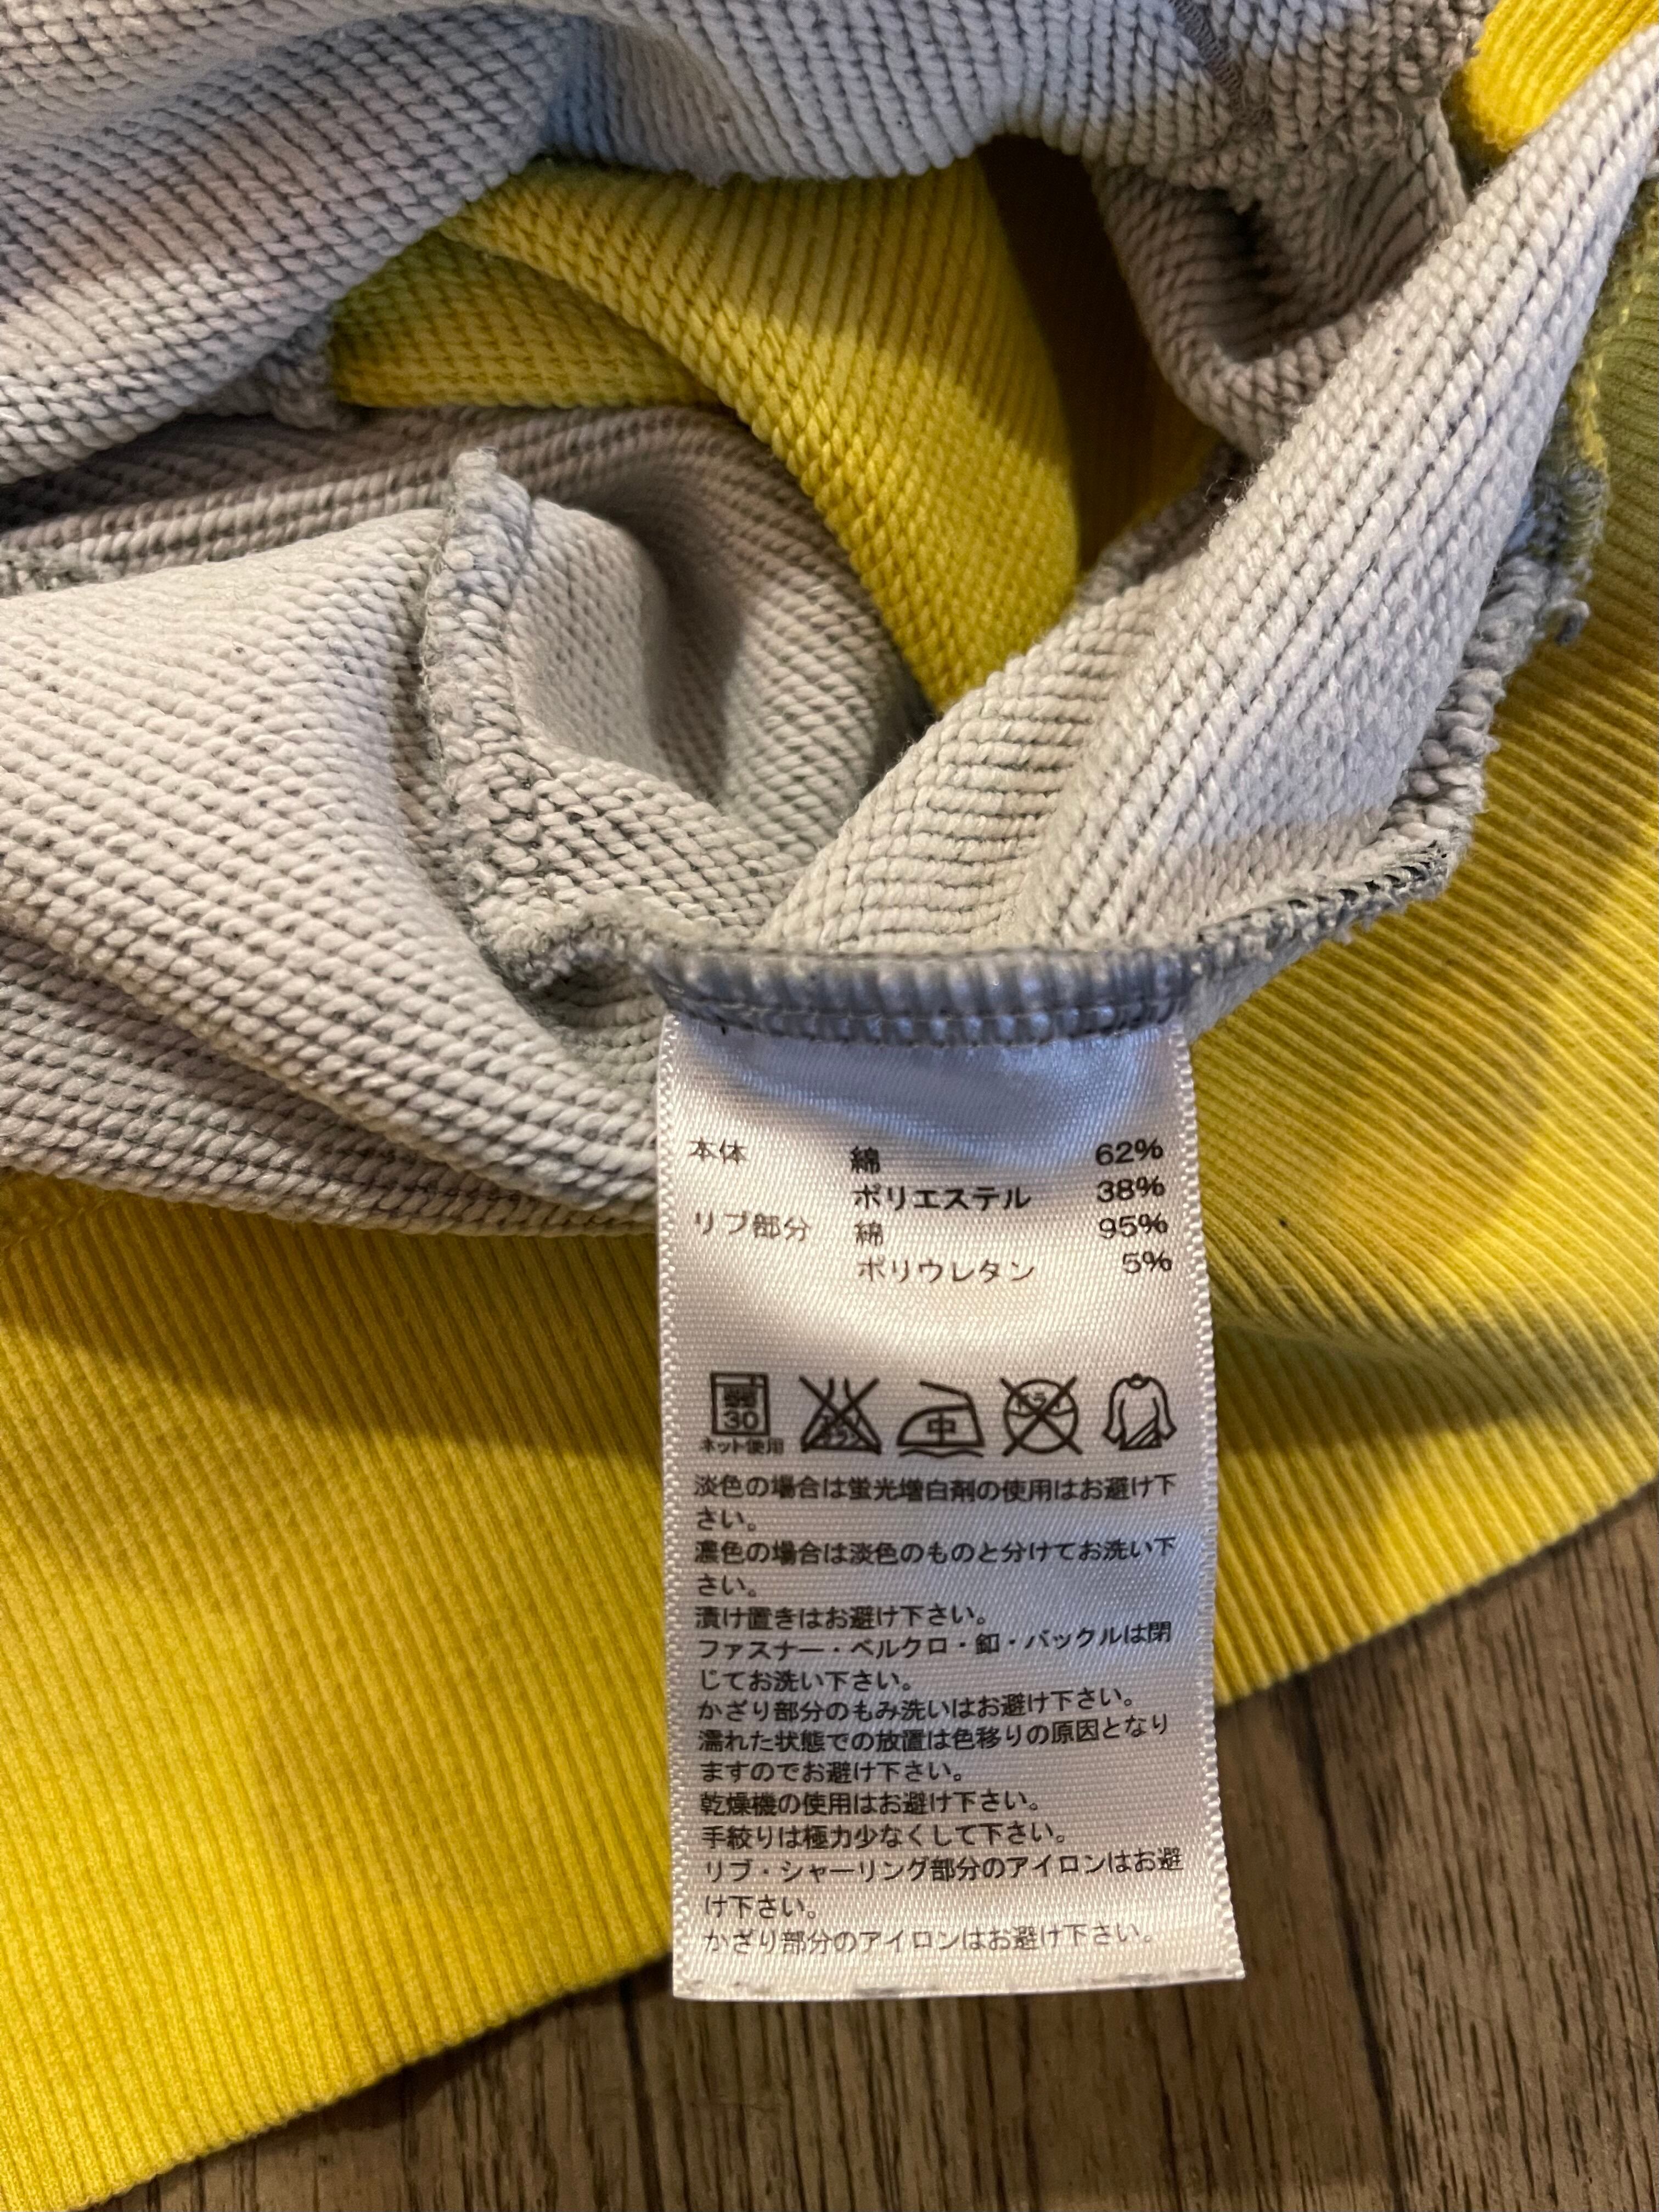 本体 綿 62%
ポリエステル 38%
リブ部分 綿 95%
ポリウレタン 5%
弱 30 エンソ サラシ 中 ドライ
ネット使用
淡色の場合は蛍光増白剤の使用はお避け下
さい。
濃色の場合は淡色のものと分けてお洗い下
さい。
漬け置きはお避け下さい。
ファスナー・ベルクロ・釦・バックルは閉
じてお洗い下さい。
かざり部分のもみ洗いはお避け下さい。
濡れた状態での放置は色移りの原因となり
ますのでお避け下さい。
乾燥機の使用はお避け下さい。
手絞りは極力少なくして下さい。
リブ・シャーリング部分のアイロンはお避
け下さい。
かざり部分のアイロンはお避け下さい。